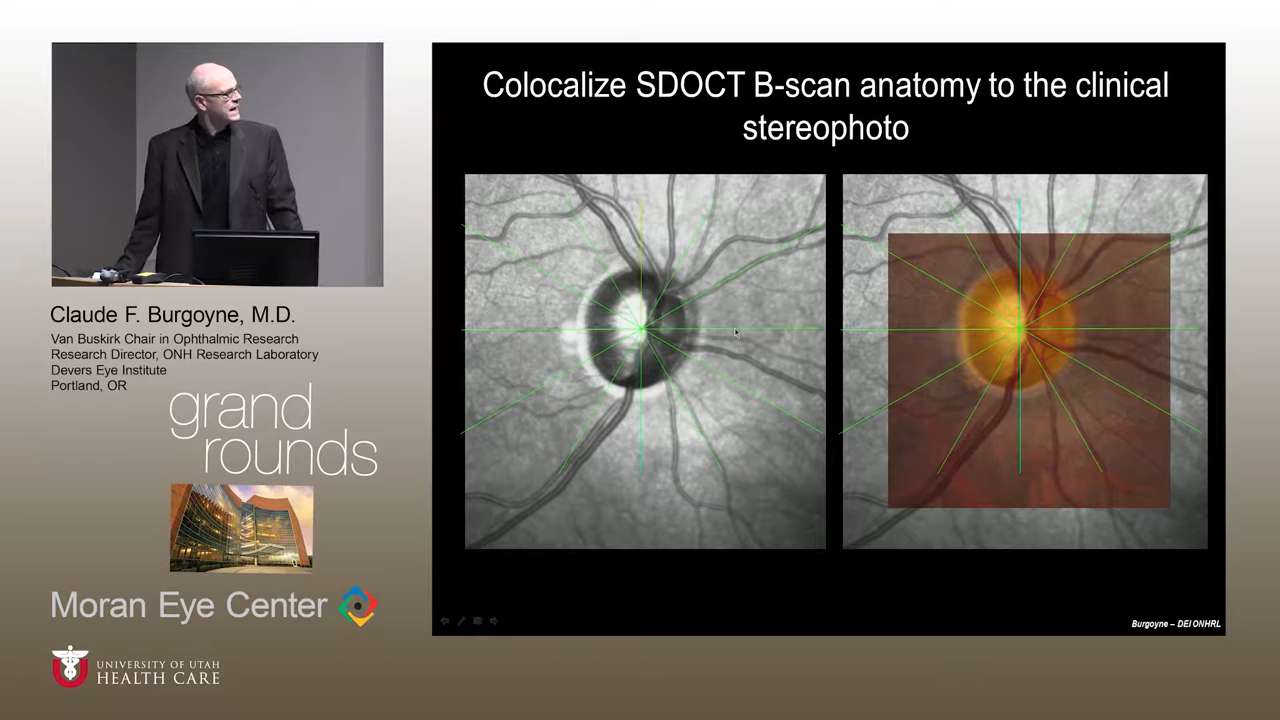 Colocalize SDOCT B-scan anatomy to the clinical
stereophoto
Claude F. Burgoyne, M.D.
Van Buskirk Chair in Ophthalmic Research
Research Director, ONH Research Laboratory
Devers Eye Institute
Portland, OR
grand
rounds
Moran Eye Center
U
UNIVERSITY OF UTAH
HEALTH CARE
Burgoyne – DEI ONHRL